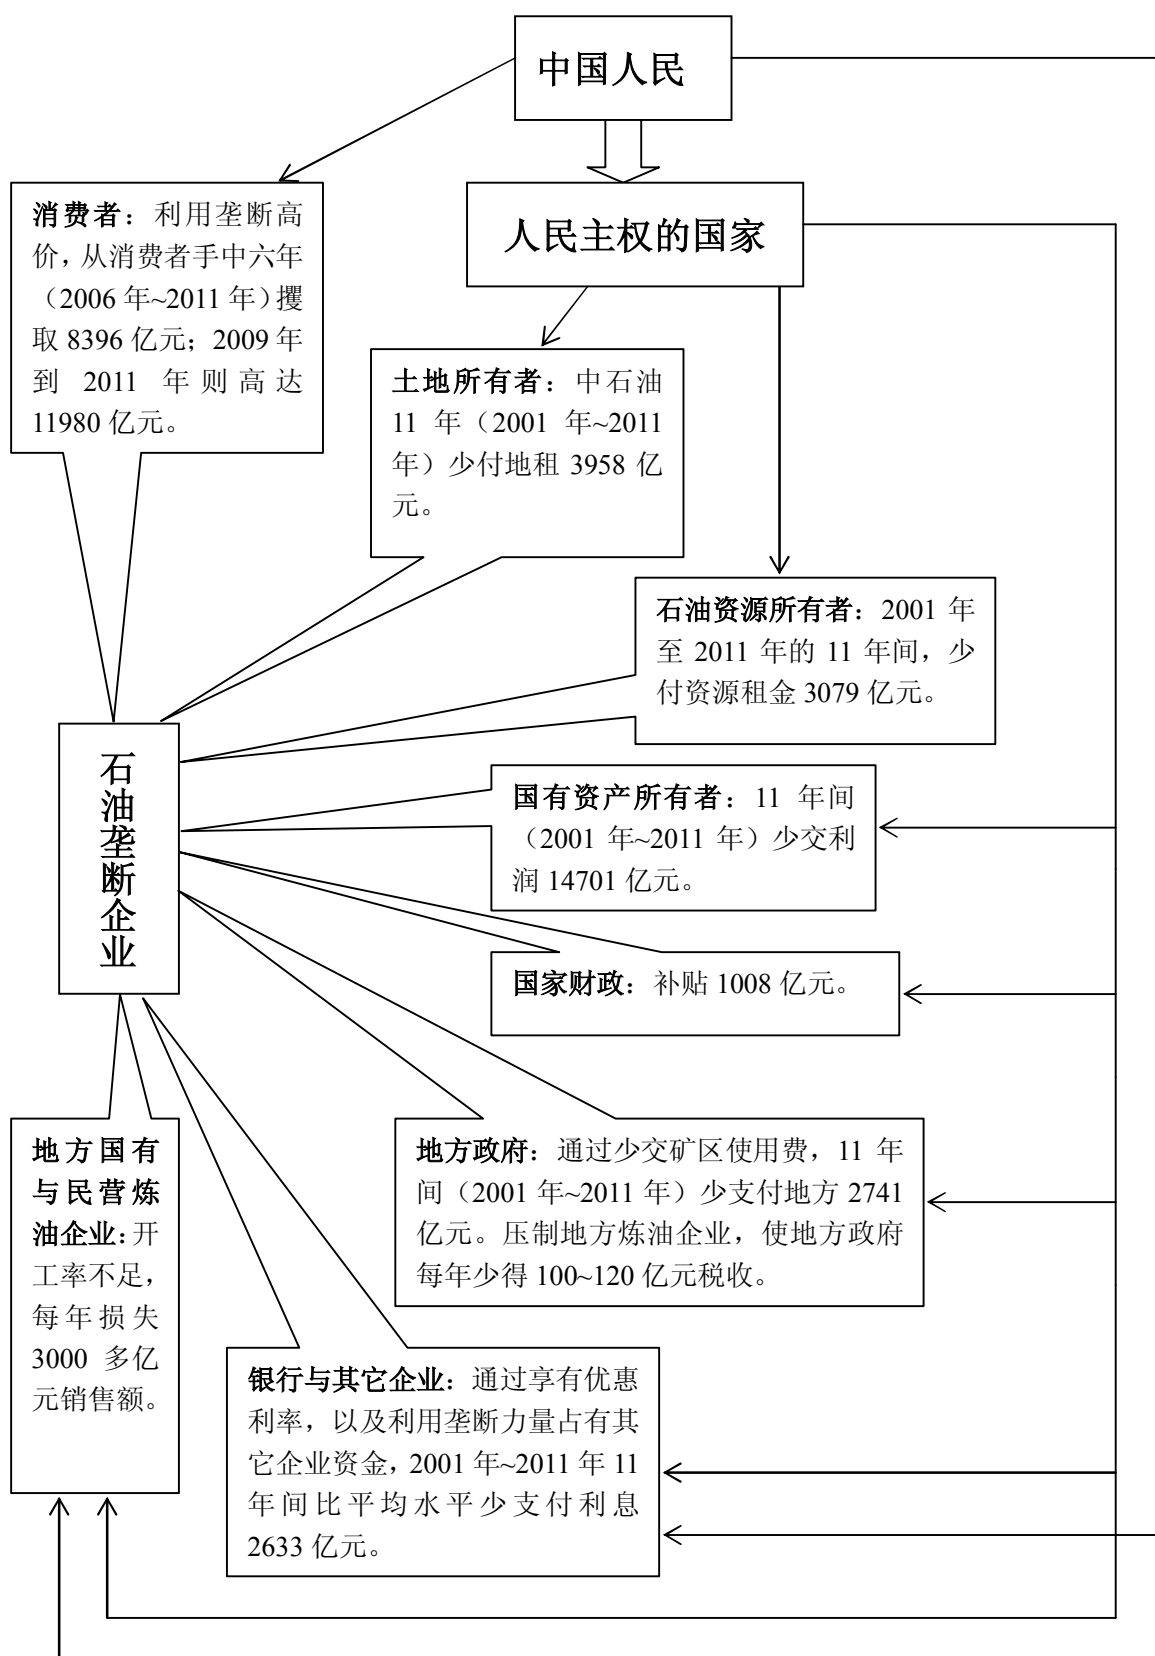 中国人民
人民主权的国家
消费者：利用垄断高
价，从消费者手中六年
（2006 年~2011 年）攫
取 8396 亿元；2009 年
到 2011 年则高达
11980 亿元。
土地所有者：中石油
11 年（2001 年~2011
年）少付地租 3958 亿
元。
石油资源所有者：2001 年
至 2011 年的 11 年间，少
付资源租金 3079 亿元。
石油垄断企业
国有资产所有者：11 年间
（2001 年~2011 年）少交利
润 14701 亿元。
国家财政：补贴 1008 亿元。
地方政府：通过少交矿区使用费，11 年
间（2001 年~2011 年）少支付地方 2741
亿元。压制地方炼油企业，使地方政府
每年少得 100~120 亿元税收。
地方国有
与民营炼
油企业：开
工率不足，
每年损失
3000 多亿
元销售额。
银行与其它企业：通过享有优惠
利率，以及利用垄断力量占有其
它企业资金，2001 年~2011 年 11
年间比平均水平少支付利息
2633 亿元。